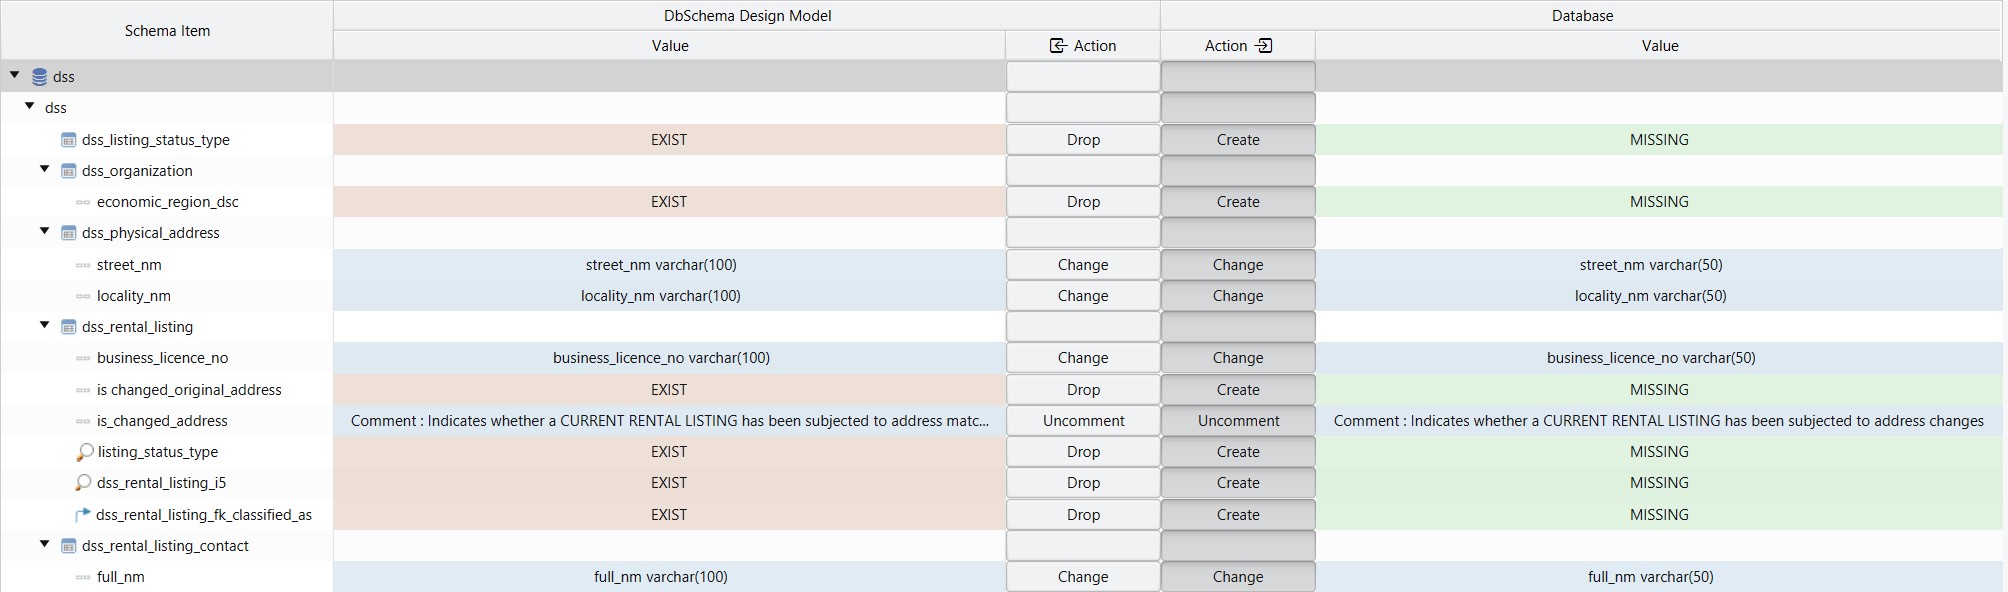 Schema Item DbSchema Design Model Database
Value Action Action Value
dss
dss
dss_listing_status_type EXIST Drop Create MISSING
dss_organization
economic_region_dsc EXIST Drop Create MISSING
dss_physical_address
street_nm street_nm varchar(100) Change Change street_nm varchar(50)
locality_nm locality_nm varchar(100) Change Change locality_nm varchar(50)
dss_rental_listing
business_licence_no business_licence_no varchar(100) Change Change business_licence_no varchar(50)
is changed_original_address EXIST Drop Create MISSING
is_changed_address Comment : Indicates whether a CURRENT RENTAL LISTING has been subjected to address matc... Uncomment Uncomment Comment : Indicates whether a CURRENT RENTAL LISTING has been subjected to address changes
listing_status_type EXIST Drop Create MISSING
dss_rental_listing_i5 EXIST Drop Create MISSING
dss_rental_listing_fk_classified_as EXIST Drop Create MISSING
dss_rental_listing_contact
full_nm full_nm varchar(100) Change Change full_nm varchar(50)